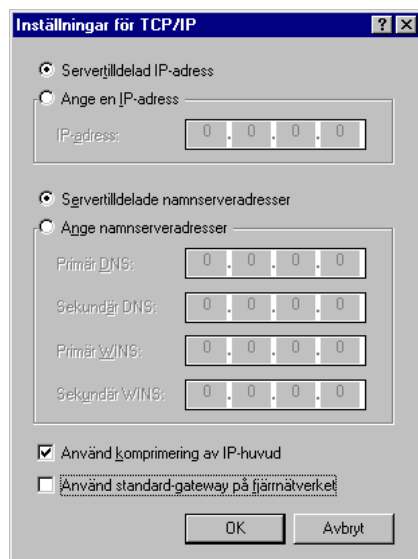 Inställningar för TCP/IP
Servertilldelad IP-adress
Ange en IP-adress
IP-adress: 0 . 0 . 0 . 0
Servertilldelade namnserveradresser
Ange namnserveradresser
Primär DNS: 0 . 0 . 0 . 0
Sekundär DNS: 0 . 0 . 0 . 0
Primär WINS: 0 . 0 . 0 . 0
Sekundär WINS: 0 . 0 . 0 . 0
Använd komprimering av IP-huvud
Använd standard-gateway på fjärrnätverket
OK Avbryt